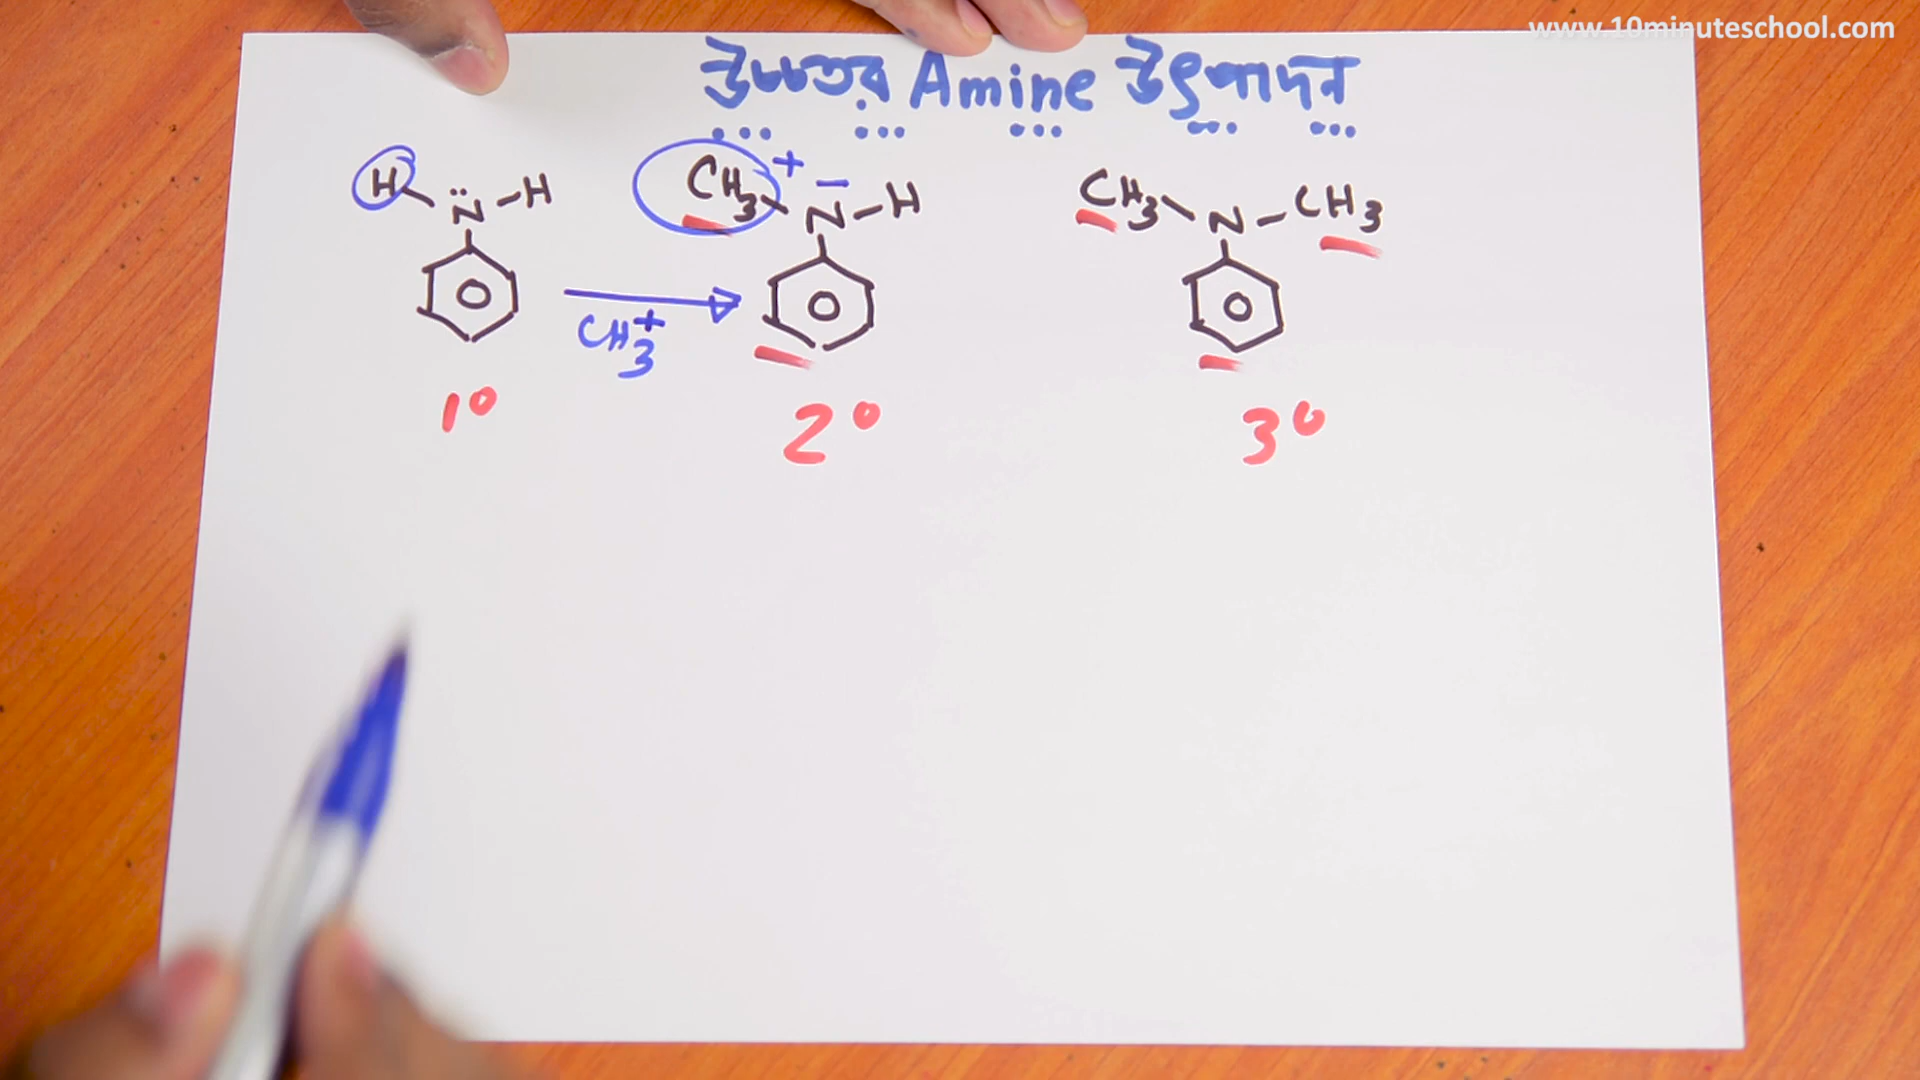 www.10minuteschool.com
উচ্চতর Amine উৎপাদন
H N H
CH3 + - N H
CH3 N CH3
CH3+
1° 2° 3°